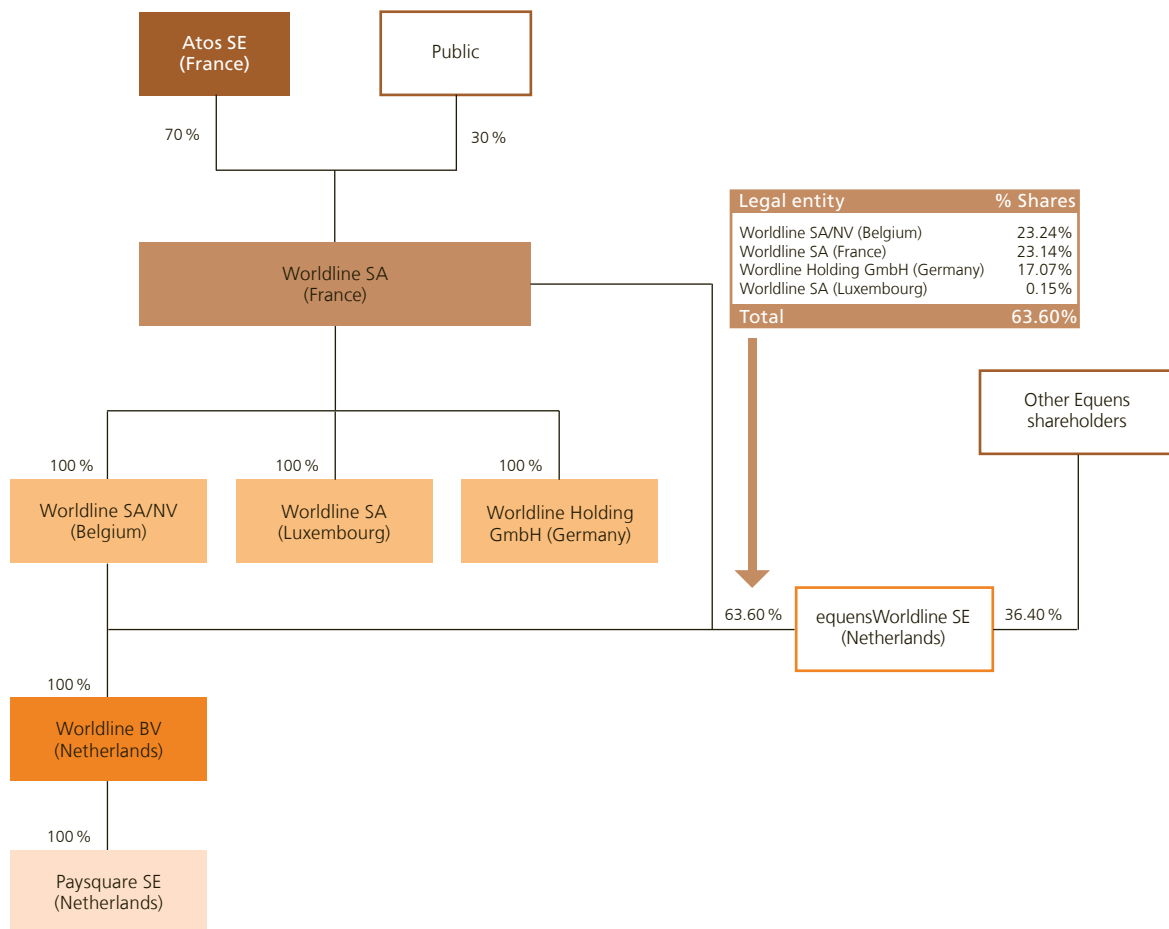 Atos SE
(France)
Public
70 %
30 %
Legal entity % Shares
Worldline SA/NV (Belgium) 23.24%
Worldline SA (France) 23.14%
Wordline Holding GmbH (Germany) 17.07%
Worldline SA (Luxembourg) 0.15%
Total 63.60%
Worldline SA
(France)
Other Equens
shareholders
100 %
100 %
100 %
Worldline SA/NV
(Belgium)
Worldline SA
(Luxembourg)
Worldline Holding
GmbH (Germany)
63.60 %
equensWorldline SE
(Netherlands)
36.40 %
100 %
Worldline BV
(Netherlands)
100 %
Paysquare SE
(Netherlands)